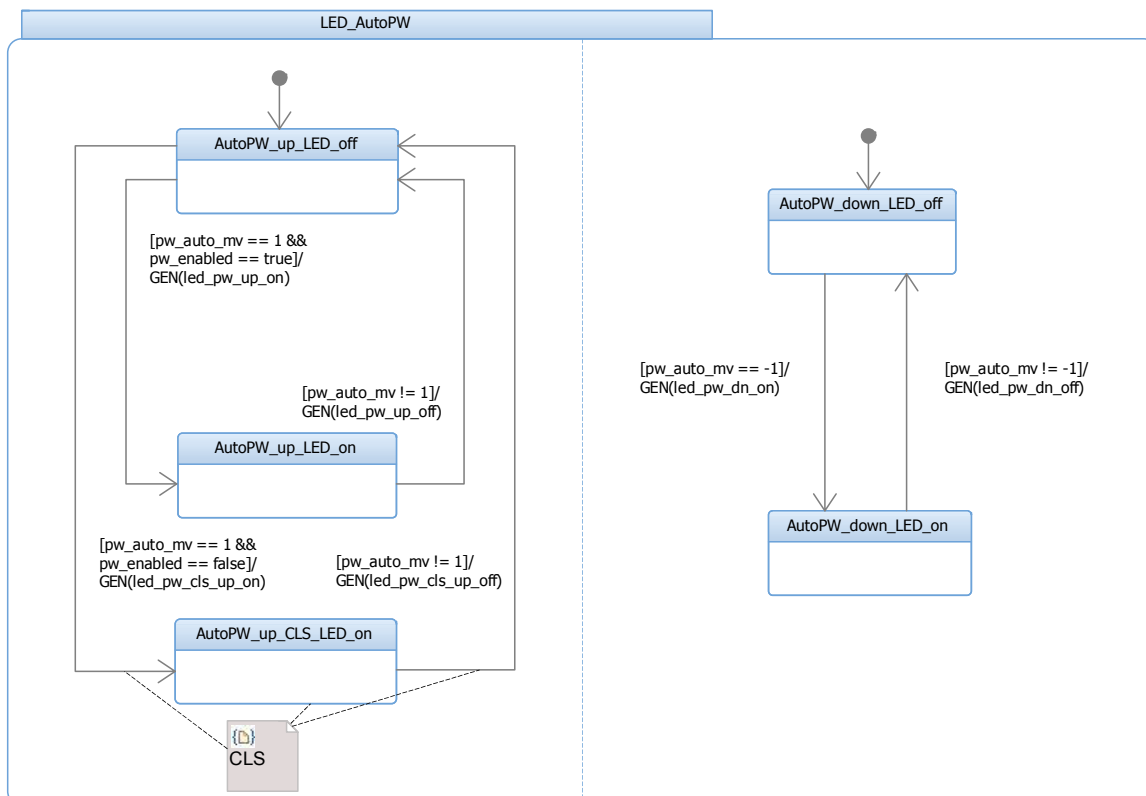 LED_AutoPW
AutoPW_up_LED_off
[pw_auto_mv == 1 &&
pw_enabled == true]/
GEN(led_pw_up_on)
[pw_auto_mv != 1]/
GEN(led_pw_up_off)
AutoPW_up_LED_on
[pw_auto_mv == 1 &&
pw_enabled == false]/
GEN(led_pw_cls_up_on)
[pw_auto_mv != 1]/
GEN(led_pw_cls_up_off)
AutoPW_up_CLS_LED_on
CLS
AutoPW_down_LED_off
[pw_auto_mv == -1]/
GEN(led_pw_dn_on)
[pw_auto_mv != -1]/
GEN(led_pw_dn_off)
AutoPW_down_LED_on